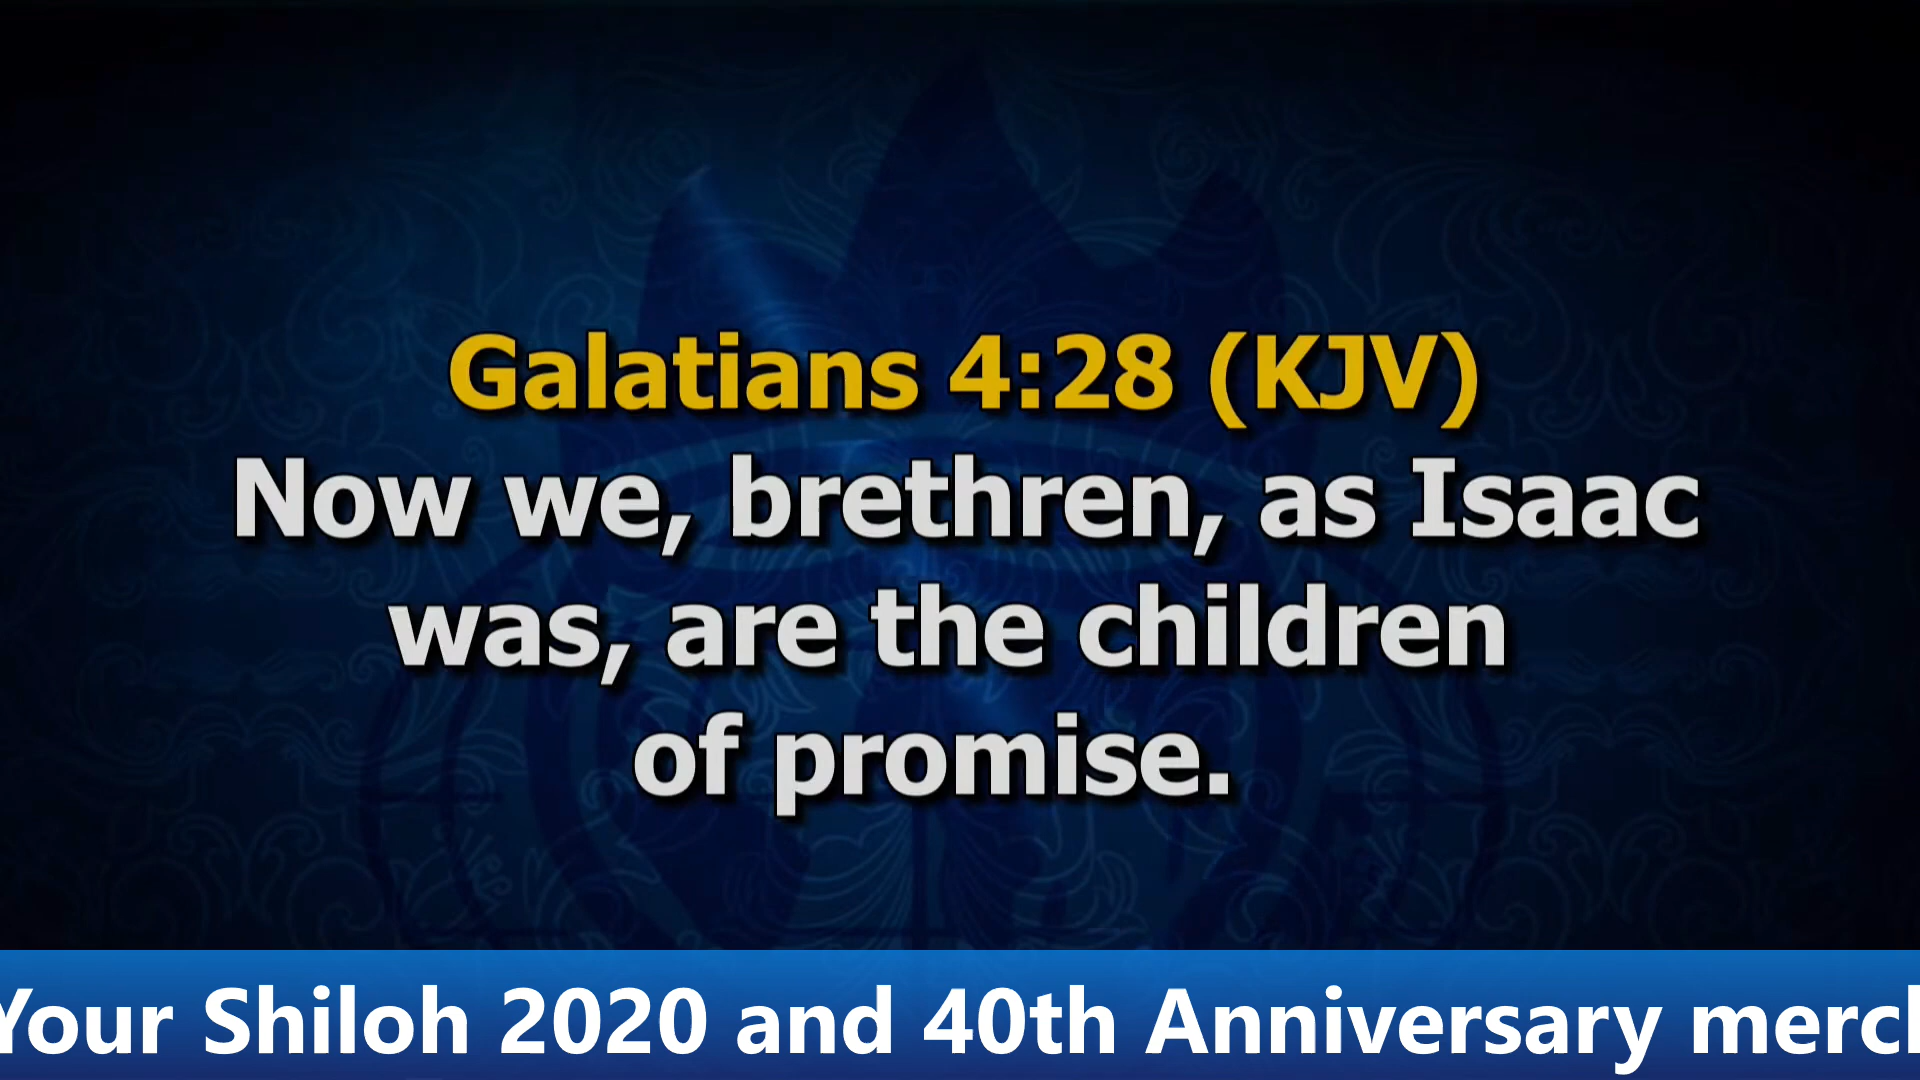 Galatians 4:28 (KJV)
Now we, brethren, as Isaac
was, are the children
of promise.
Your Shiloh 2020 and 40th Anniversary